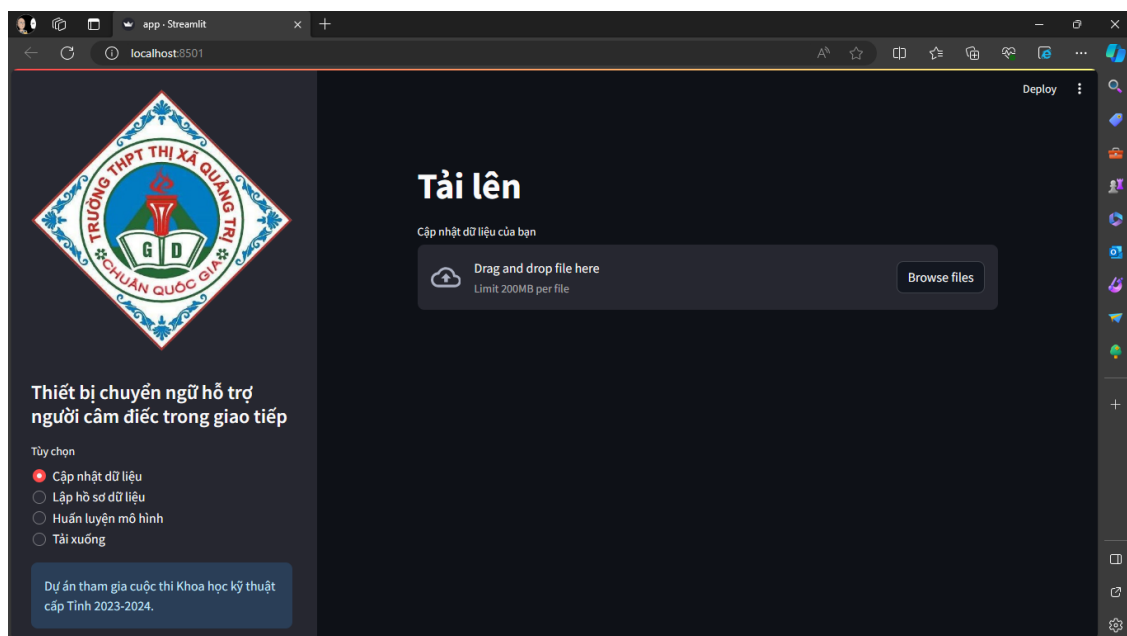 app · Streamlit
localhost:8501
Deploy
TRƯỜNG THPT THỊ XÃ QUẢNG TRỊ
G D
CHUẨN QUỐC GIA
Thiết bị chuyển ngữ hỗ trợ
người câm điếc trong giao tiếp
Tùy chọn
Cập nhật dữ liệu
Lập hồ sơ dữ liệu
Huấn luyện mô hình
Tải xuống
Dự án tham gia cuộc thi Khoa học kỹ thuật
cấp Tỉnh 2023-2024.
Tải lên
Cập nhật dữ liệu của bạn
Drag and drop file here
Limit 200MB per file
Browse files